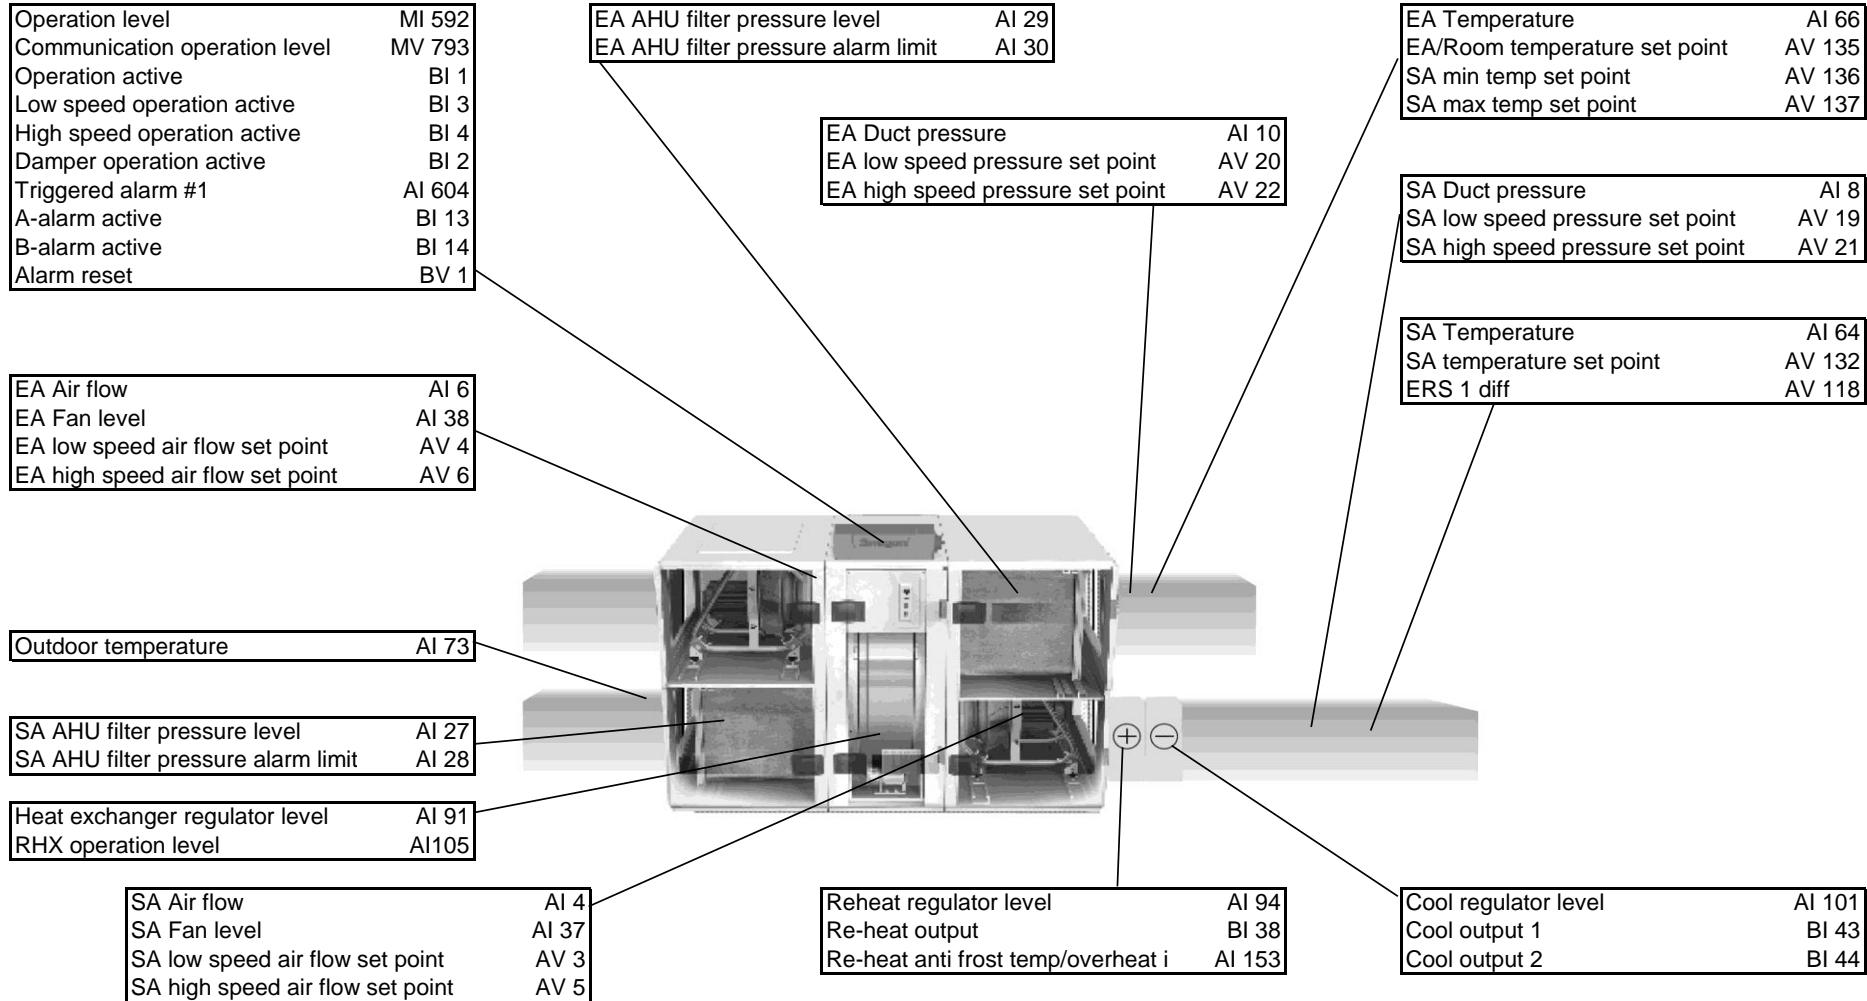 Operation level MI 592
Communication operation level MV 793
Operation active BI 1
Low speed operation active BI 3
High speed operation active BI 4
Damper operation active BI 2
Triggered alarm #1 AI 604
A-alarm active BI 13
B-alarm active BI 14
Alarm reset BV 1
EA AHU filter pressure level AI 29
EA AHU filter pressure alarm limit AI 30
EA Duct pressure AI 10
EA low speed pressure set point AV 20
EA high speed pressure set point AV 22
EA Temperature AI 66
EA/Room temperature set point AV 135
SA min temp set point AV 136
SA max temp set point AV 137
SA Duct pressure AI 8
SA low speed pressure set point AV 19
SA high speed pressure set point AV 21
SA Temperature AI 64
SA temperature set point AV 132
ERS 1 diff AV 118
EA Air flow AI 6
EA Fan level AI 38
EA low speed air flow set point AV 4
EA high speed air flow set point AV 6
Outdoor temperature AI 73
SA AHU filter pressure level AI 27
SA AHU filter pressure alarm limit AI 28
Heat exchanger regulator level AI 91
RHX operation level AI105
SA Air flow AI 4
SA Fan level AI 37
SA low speed air flow set point AV 3
SA high speed air flow set point AV 5
Reheat regulator level AI 94
Re-heat output BI 38
Re-heat anti frost temp/overheat i AI 153
Cool regulator level AI 101
Cool output 1 BI 43
Cool output 2 BI 44